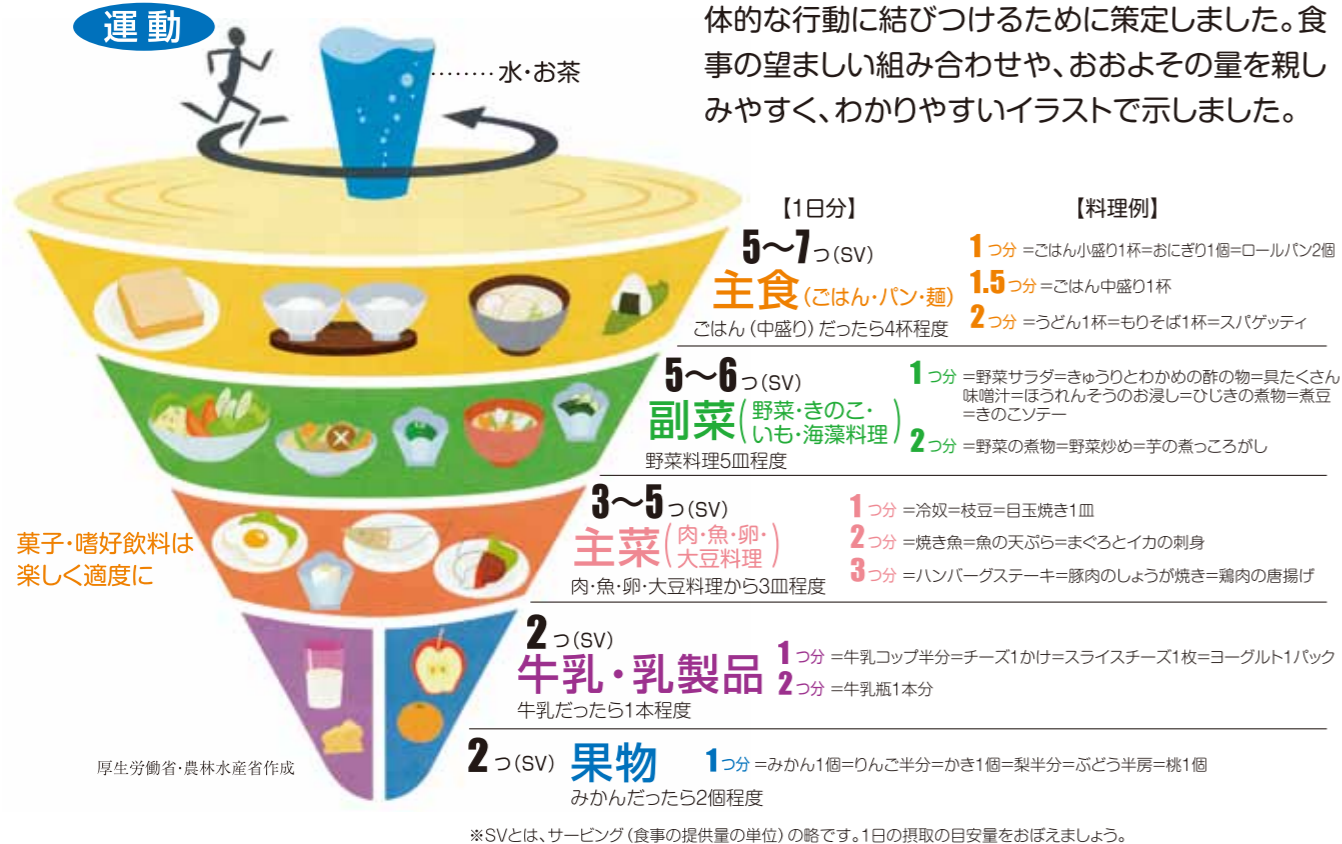 運動
水・お茶
体的な行動に結びつけるために策定しました。食
事の望ましい組み合わせや、おおよその量を親し
みやすく、わかりやすいイラストで示しました。
【1日分】
【料理例】
5〜7つ(SV)
主食(ごはん・パン・麺)
ごはん(中盛り)だったら4杯程度
1つ分 =ごはん小盛り1杯=おにぎり1個=ロールパン2個
1.5つ分 =ごはん中盛り1杯
2つ分 =うどん1杯=もりそば1杯=スパゲッティ
5〜6つ(SV)
副菜(野菜・きのこ・
いも・海藻料理)
野菜料理5皿程度
1つ分 =野菜サラダ=きゅうりとわかめの酢の物=具たくさん
味噌汁=ほうれんそうのお浸し=ひじきの煮物=煮豆
=きのこソテー
2つ分 =野菜の煮物=野菜炒め=芋の煮っころがし
3〜5つ(SV)
主菜(肉・魚・卵・
大豆料理)
肉・魚・卵・大豆料理から3皿程度
1つ分 =冷奴=枝豆=目玉焼き1皿
2つ分 =焼き魚=魚の天ぷら=まぐろとイカの刺身
3つ分 =ハンバーグステーキ=豚肉のしょうが焼き=鶏肉の唐揚げ
菓子・嗜好飲料は
楽しく適度に
2つ(SV)
牛乳・乳製品
牛乳だったら1本程度
1つ分 =牛乳コップ半分=チーズ1かけ=スライスチーズ1枚=ヨーグルト1パック
2つ分 =牛乳瓶1本分
2つ(SV) 果物
みかんだったら2個程度
1つ分 =みかん1個=りんご半分=かき1個=梨半分=ぶどう半房=桃1個
厚生労働省・農林水産省作成
※SVとは、サービング(食事の提供量の単位)の略です。1日の摂取の目安量をおぼえましょう。